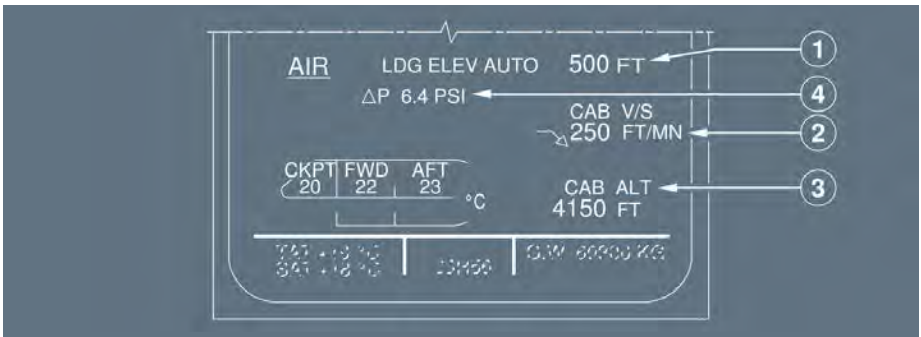 AIR LDG ELEV AUTO 500 FT 1
△P 6.4 PSI 4
CAB V/S
250 FT/MN 2
CKPT FWD AFT
20 22 23 °C
CAB ALT 3
4150 FT